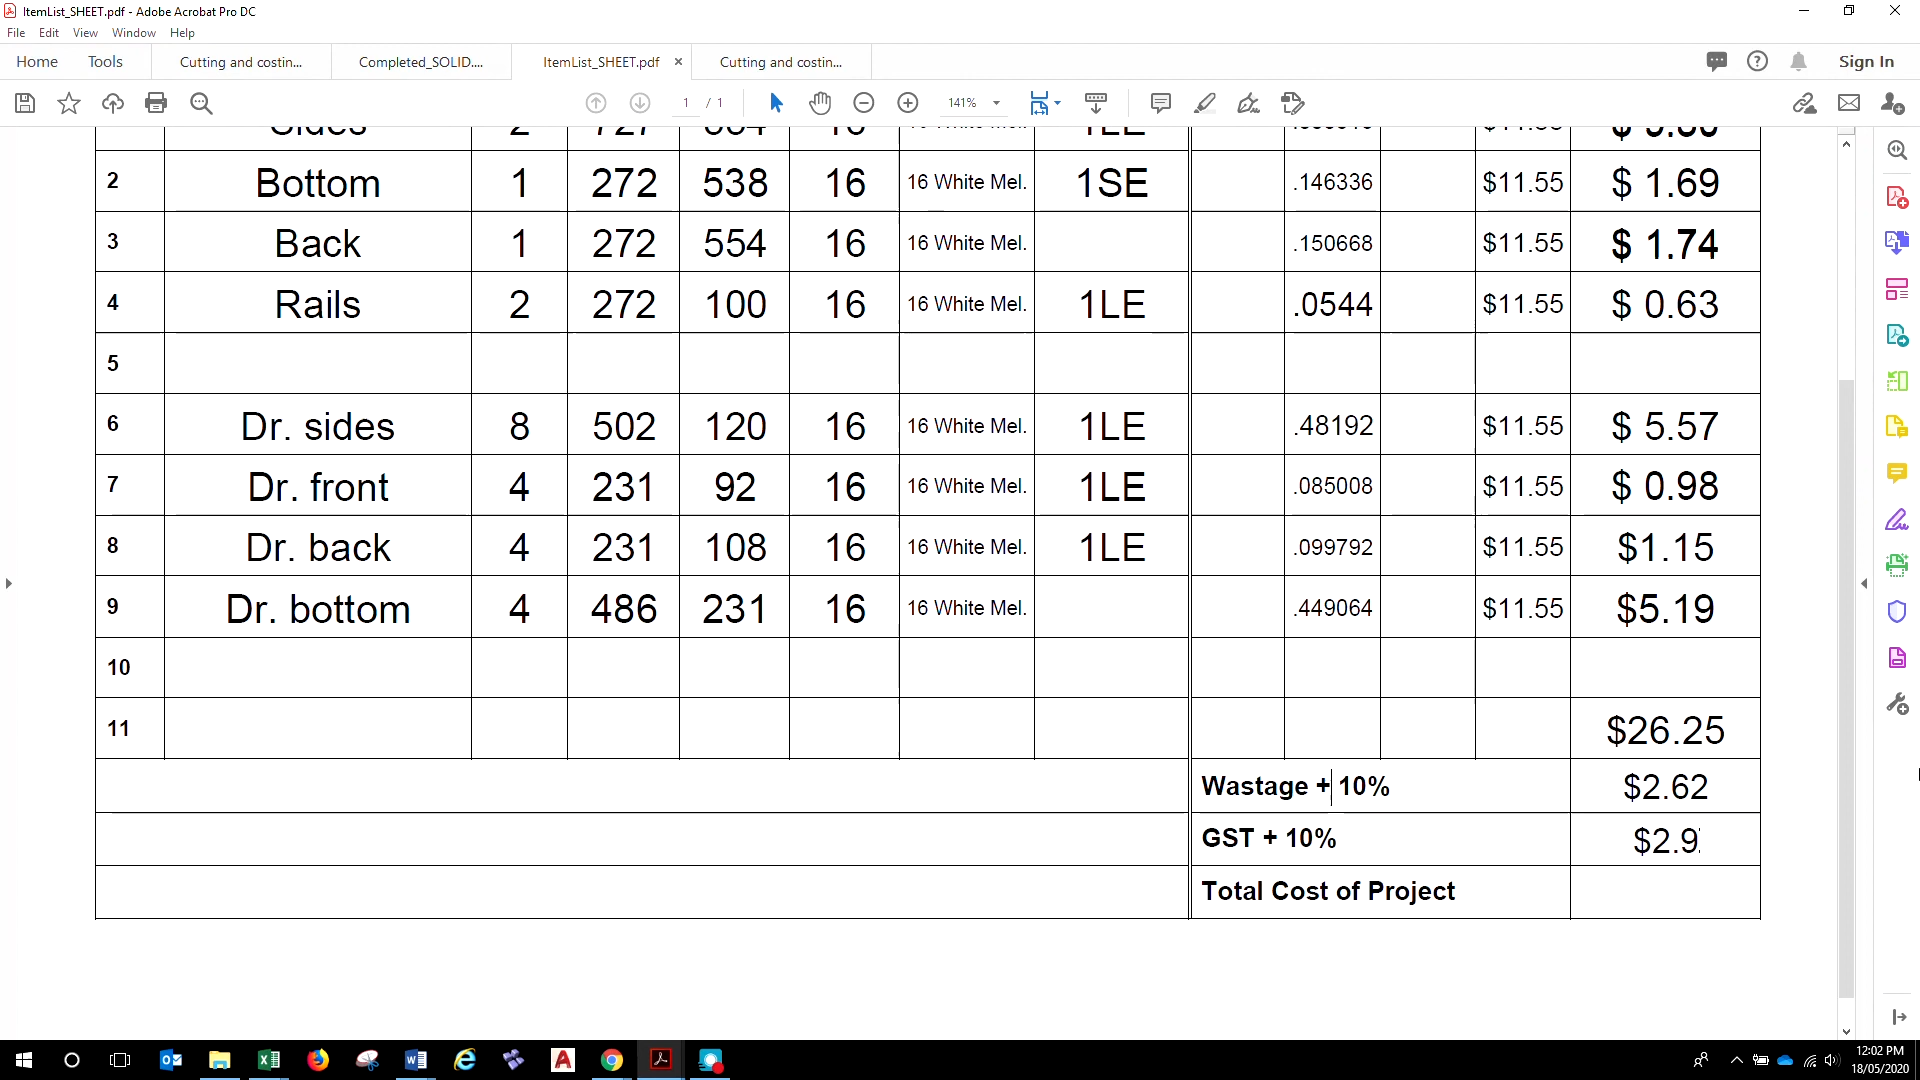 ItemList_SHEET.pdf - Adobe Acrobat Pro DC
File Edit View Window Help
Home Tools Cutting and costin... Completed_SOLID.... ItemList_SHEET.pdf × Cutting and costin... Sign In
1 / 1 141%
Sides 2 727 16 1LE
2 Bottom 1 272 538 16 16 White Mel. 1SE .146336 $11.55 $ 1.69
3 Back 1 272 554 16 16 White Mel. .150668 $11.55 $ 1.74
4 Rails 2 272 100 16 16 White Mel. 1LE .0544 $11.55 $ 0.63
5
6 Dr. sides 8 502 120 16 16 White Mel. 1LE .48192 $11.55 $ 5.57
7 Dr. front 4 231 92 16 16 White Mel. 1LE .085008 $11.55 $ 0.98
8 Dr. back 4 231 108 16 16 White Mel. 1LE .099792 $11.55 $1.15
9 Dr. bottom 4 486 231 16 16 White Mel. .449064 $11.55 $5.19
10
11 $26.25
Wastage + 10% $2.62
GST + 10% $2.9
Total Cost of Project
12:02 PM
18/05/2020